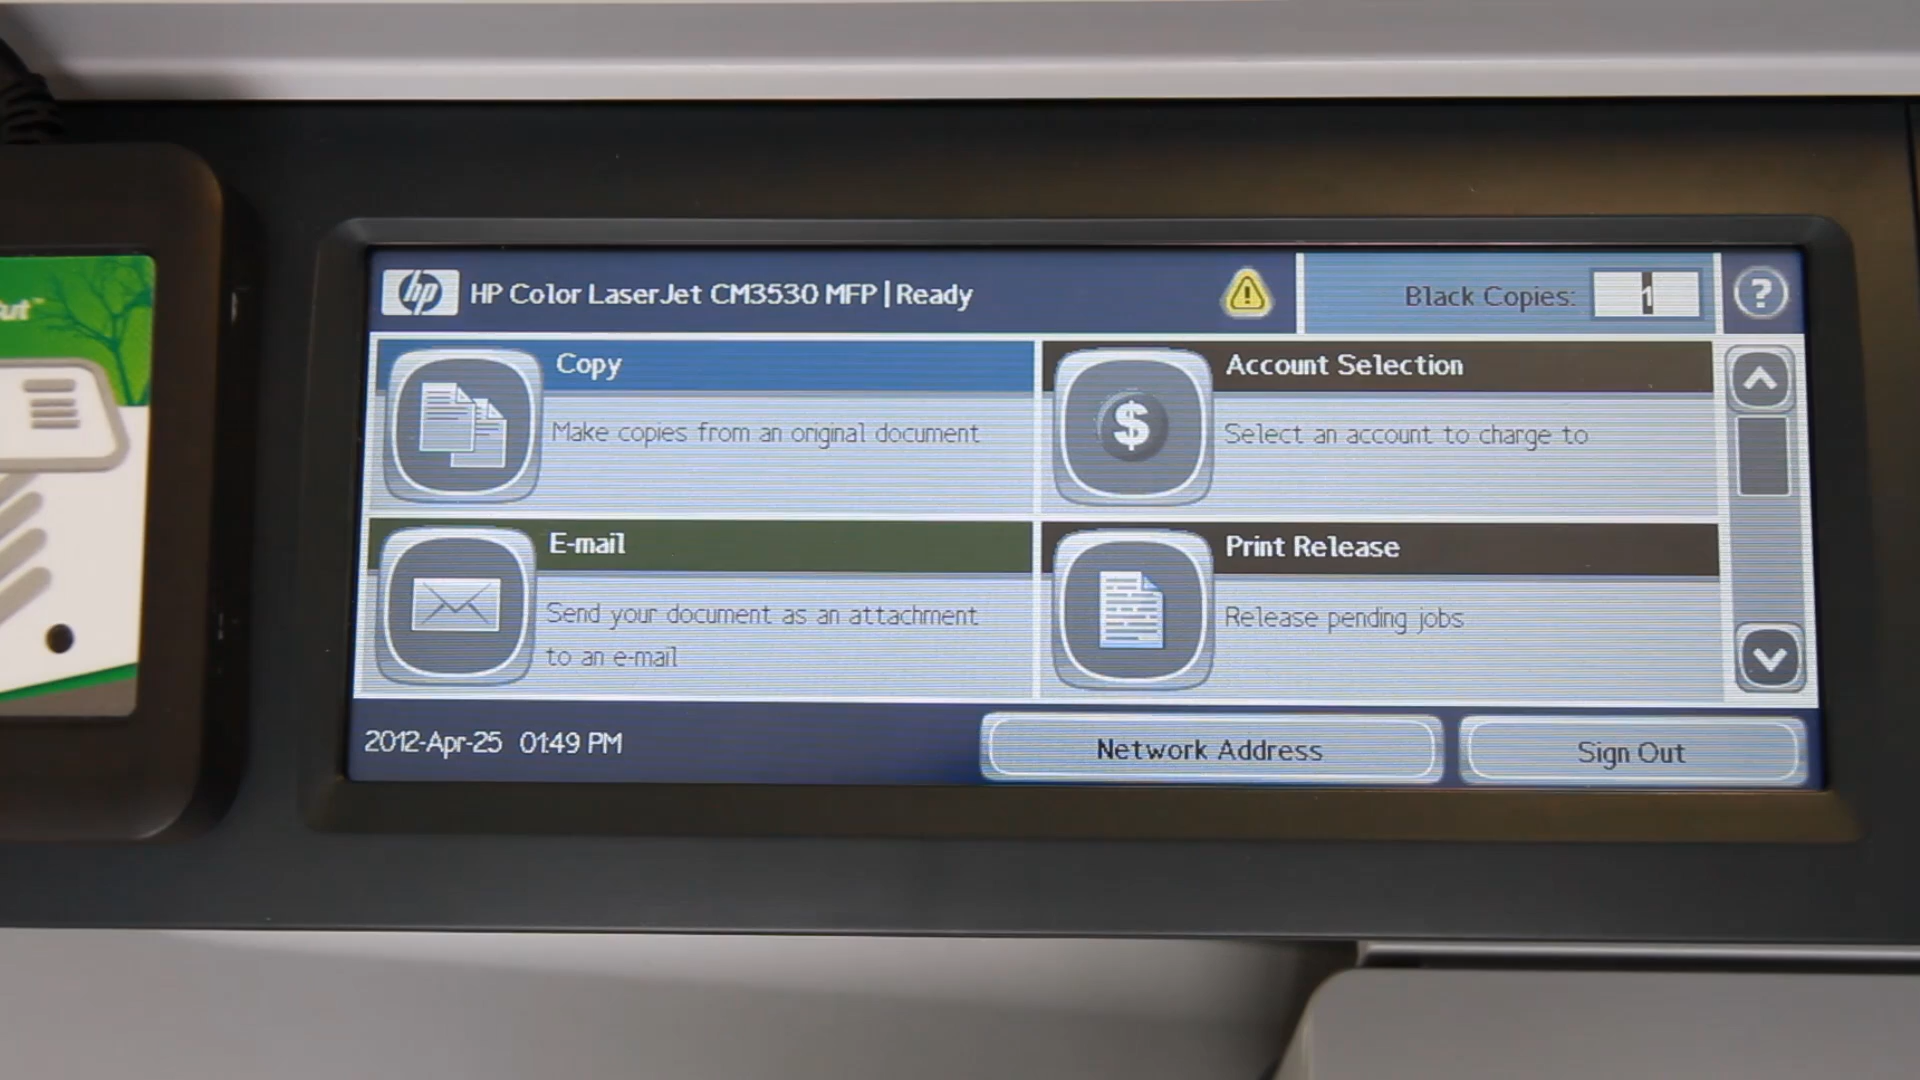 hp HP Color LaserJet CM3530 MFP | Ready
Black Copies: 1 ?
Copy
Make copies from an original document
Account Selection
$
Select an account to charge to
E-mail
Send your document as an attachment
to an e-mail
Print Release
Release pending jobs
2012-Apr-25 01:49 PM
Network Address
Sign Out